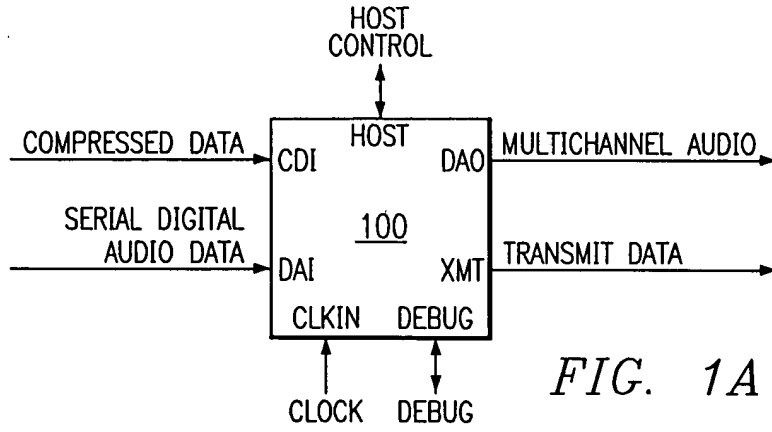 HOST
CONTROL
COMPRESSED DATA
HOST
CDI
DAO
MULTICHANNEL AUDIO
SERIAL DIGITAL
AUDIO DATA
100
DAI
XMT
TRANSMIT DATA
CLKIN
DEBUG
CLOCK
DEBUG
FIG. 1A